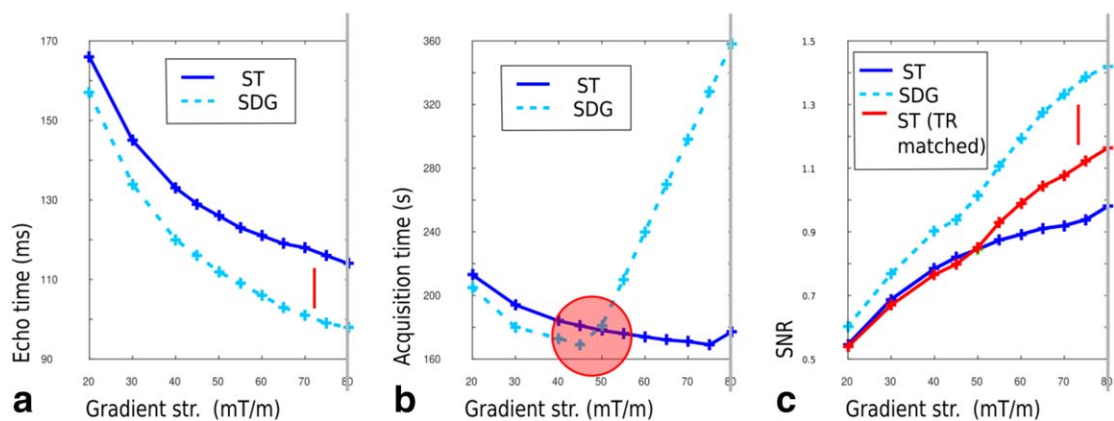 170
150
130
110
90
Echo time (ms)
ST
SDG
20 30 40 50 60 70 80
a Gradient str. (mT/m)
360
320
280
240
200
160
Acquisition time (s)
ST
SDG
20 30 40 50 60 70 80
b Gradient str. (mT/m)
1.5
1.3
1.1
0.9
0.7
0.5
SNR
ST
SDG
ST (TR
matched)
20 30 40 50 60 70 80
c Gradient str. (mT/m)